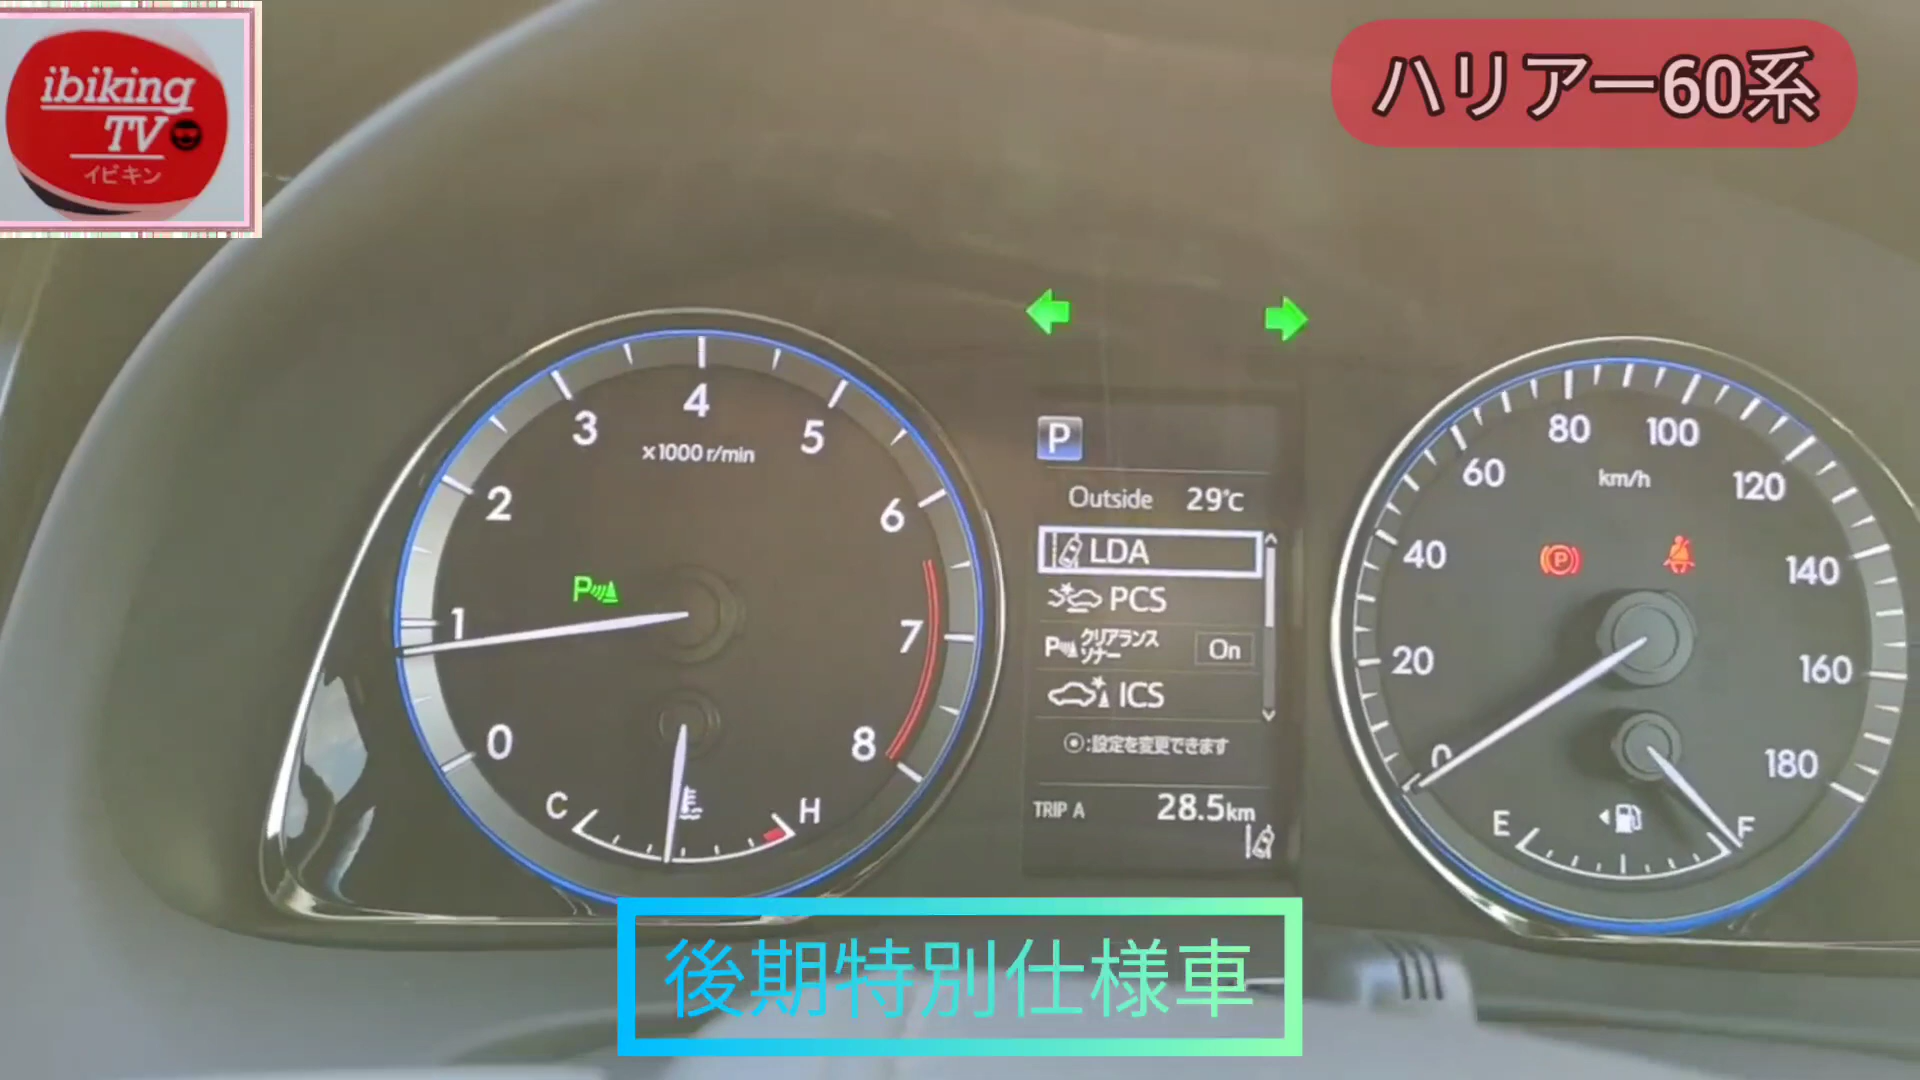 ibiking
TV
イビキン
ハリアー60系
0
1
2
3
4
5
6
7
8
×1000 r/min
P
C
H
P
Outside 29℃
LDA
PCS
P クリアランス
ソナー On
ICS
:設定を変更できます
TRIP A 28.5km
0
20
40
60
80
100
120
140
160
180
km/h
P
E
F
後期特別仕様車